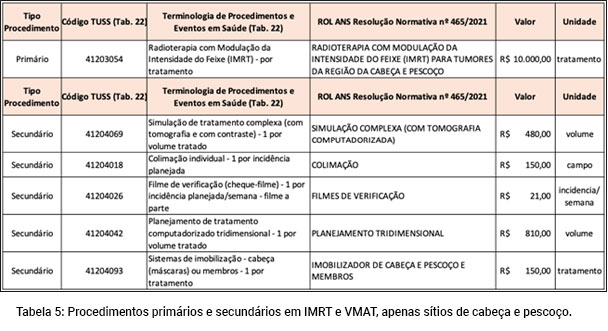 Tipo Procedimento Código TUSS (Tab. 22) Terminologia de Procedimentos e Eventos em Saúde (Tab. 22) ROL ANS Resolução Normativa nº 465/2021 Valor Unidade
Primário 41203054 Radioterapia com Modulação da Intensidade do Feixe (IMRT) - por tratamento RADIOTERAPIA COM MODULAÇÃO DA INTENSIDADE DO FEIXE (IMRT) PARA TUMORES DA REGIÃO DA CABEÇA E PESCOÇO R$ 10.000,00 tratamento
Tipo Procedimento Código TUSS (Tab. 22) Terminologia de Procedimentos e Eventos em Saúde (Tab. 22) ROL ANS Resolução Normativa nº 465/2021 Valor Unidade
Secundário 41204069 Simulação de tratamento complexa (com tomografia e com contraste) - 1 por volume tratado SIMULAÇÃO COMPLEXA (COM TOMOGRAFIA COMPUTADORIZADA) R$ 480,00 volume
Secundário 41204018 Colimação individual - 1 por incidência planejada COLIMAÇÃO R$ 150,00 campo
Secundário 41204026 Filme de verificação (cheque-filme) - 1 por incidência planejada/semana - filme a parte FILMES DE VERIFICAÇÃO R$ 21,00 incidencia/ semana
Secundário 41204042 Planejamento de tratamento computadorizado tridimensional - 1 por volume tratado PLANEJAMENTO TRIDIMENSIONAL R$ 810,00 volume
Secundário 41204093 Sistemas de imobilização - cabeça (máscaras) ou membros - 1 por tratamento IMOBILIZADOR DE CABEÇA E PESCOÇO E MEMBROS R$ 150,00 tratamento
Tabela 5: Procedimentos primários e secundários em IMRT e VMAT, apenas sítios de cabeça e pescoço.